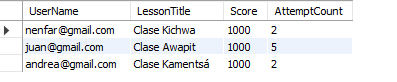 UserName LessonTitle Score AttemptCount
nenfar@gmail.com Clase Kichwa 1000 2
juan@gmail.com Clase Awapit 1000 5
andrea@gmail.com Clase Kamentsá 1000 2